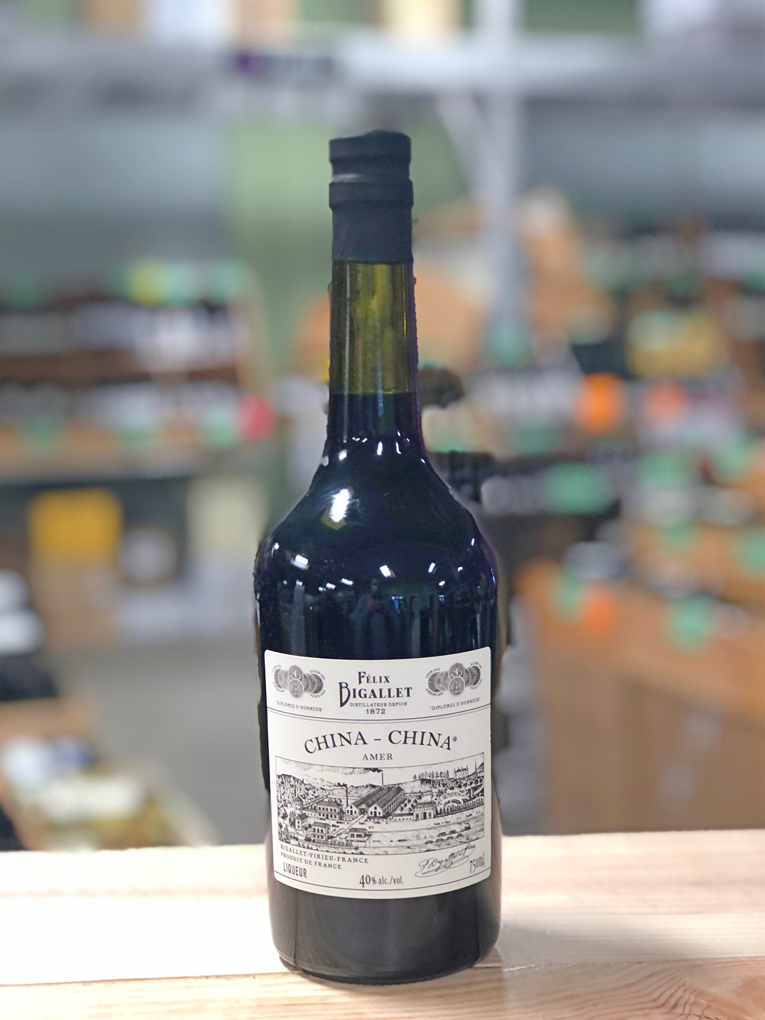 FÉLIX
BIGALLET
DISTILLATEUR DEPUIS
1872
"DIPLÔMES D'HONNEUR"
"DIPLÔMES D'HONNEUR"
CHINA - CHINA®
AMER
BIGALLET-VIRIEU-FRANCE
PRODUIT DE FRANCE
LIQUEUR
40% alc./vol.
750ml